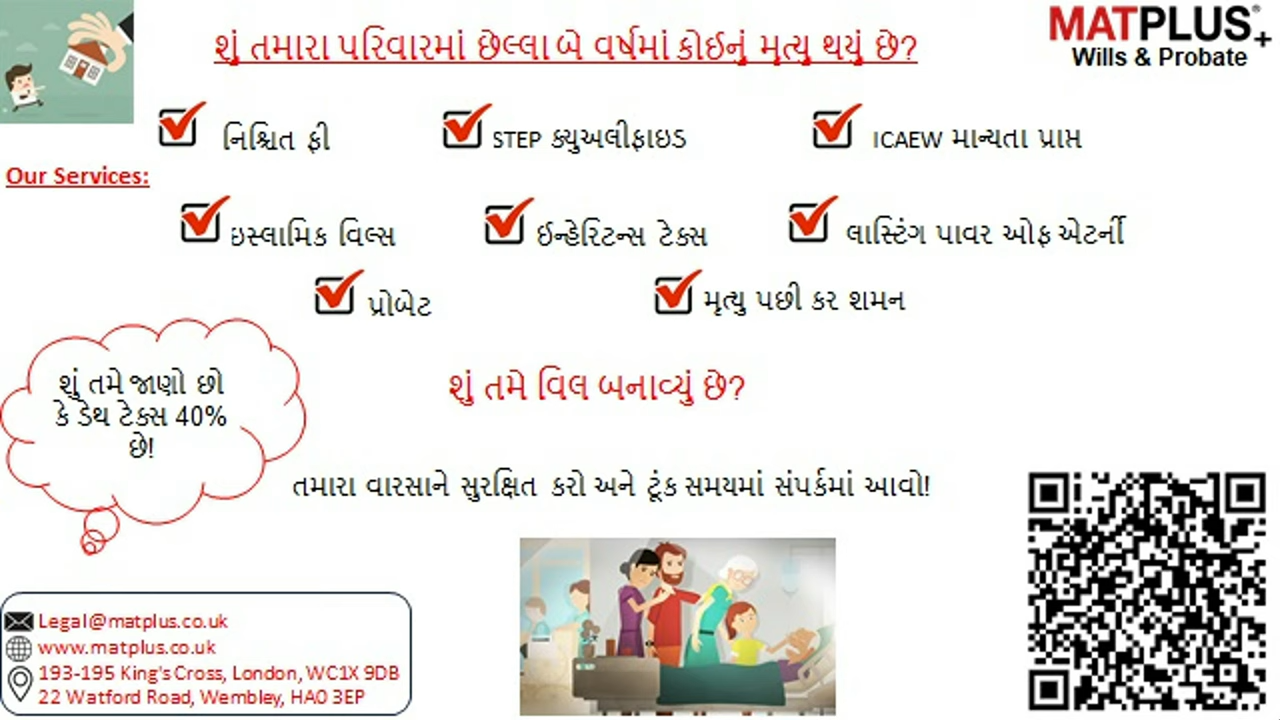 શું તમારા પરિવારમાં છેલ્લા બે વર્ષમાં કોઈનું મૃત્યુ થયું છે?
MATPLUS®+
Wills & Probate
નિશ્ચિત ફી
STEP ક્યુઅલીફાઇડ
ICAEW માન્યતા પ્રાપ્ત
Our Services:
ઇસ્લામિક વિલ્સ
ઈન્હેરિટન્સ ટેક્સ
લાસ્ટિંગ પાવર ઓફ એટર્ની
પ્રોબેટ
મૃત્યુ પછી કર શમન
શું તમે જાણો છો
કે ડેથ ટેક્સ 40%
છે!
શું તમે વિલ બનાવ્યું છે?
તમારા વારસાને સુરક્ષિત કરો અને ટૂંક સમયમાં સંપર્કમાં આવો!
Legal@matplus.co.uk
www.matplus.co.uk
193-195 King's Cross, London, WC1X 9DB
22 Watford Road, Wembley, HA0 3EP